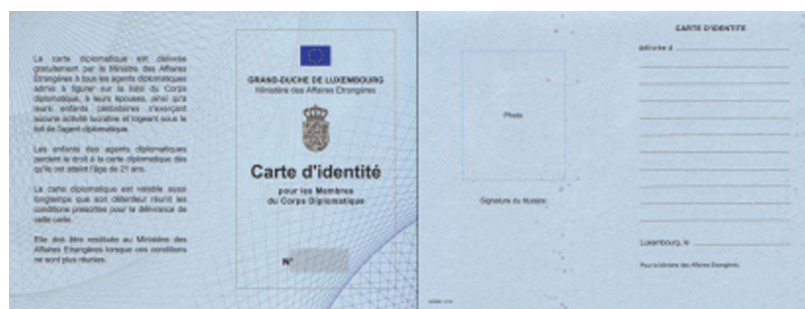 La carte diplomatique est délivrée
gratuitement par le Ministre des Affaires
Etrangères à tous les agents diplomatiques
admis à figurer sur la liste du Corps
diplomatique, à leurs épouses, ainsi qu'à
leurs enfants célibataires n'exerçant
aucune activité lucrative et logeant sous le
toit de l'agent diplomatique.
Les enfants des agents diplomatiques
perdent le droit à la carte diplomatique dès
qu'ils ont atteint l'âge de 21 ans.
La carte diplomatique est valable aussi
longtemps que son détenteur réunit les
conditions prescrites pour la délivrance de
cette carte.
Elle doit être restituée au Ministère des
Affaires Etrangères lorsque ces conditions
ne sont plus réunies.
GRAND-DUCHE DE LUXEMBOURG
Ministère des Affaires Etrangères
Carte d'identité
pour les Membres
du Corps Diplomatique
N°
Photo
Signature du titulaire:
CARTE D'IDENTITE
délivrée à
Luxembourg, le
Pour le Ministre des Affaires Etrangères,